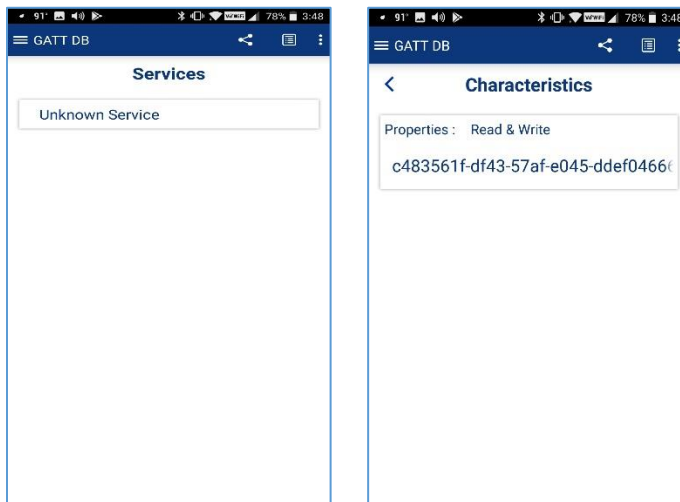 91° 78% 3:48
GATT DB
Services
Unknown Service
91° 78% 3:48
GATT DB
Characteristics
Properties : Read & Write
c483561f-df43-57af-e045-ddef0466